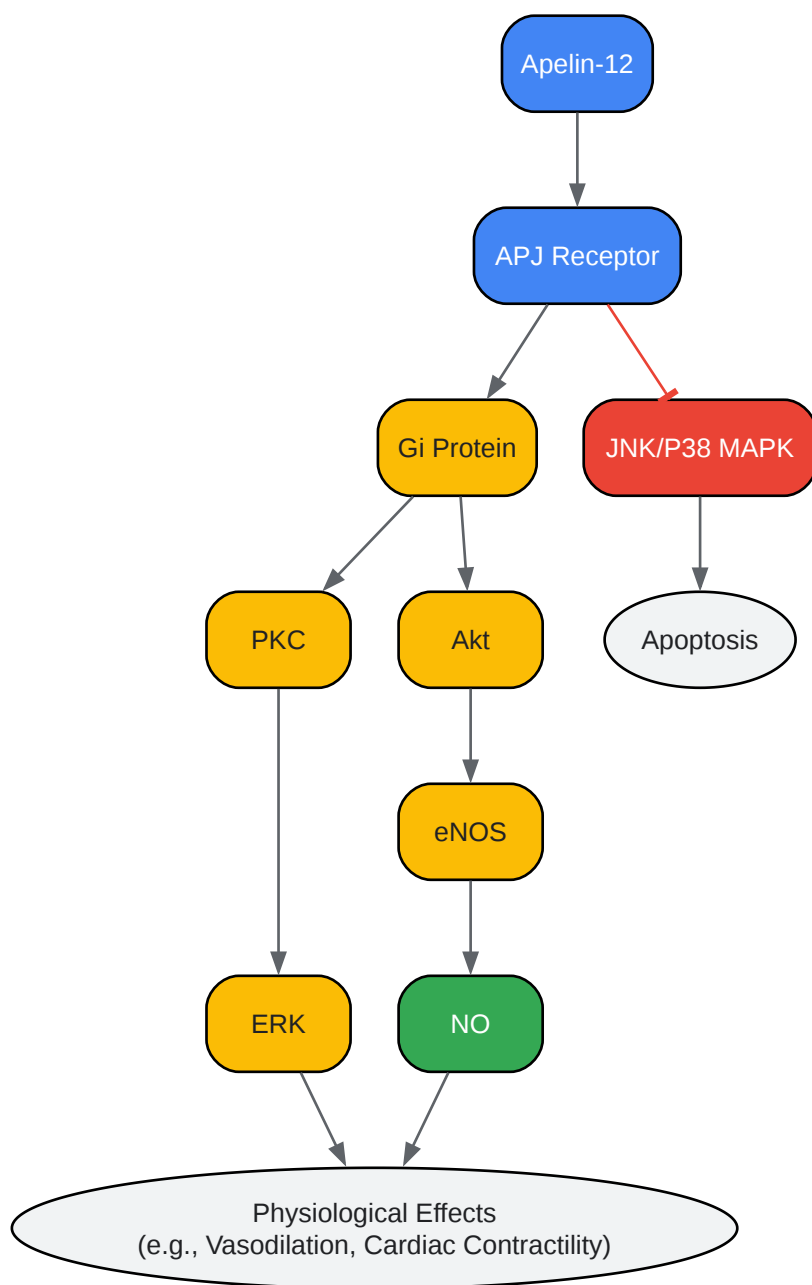 Apelin-12
APJ Receptor
Gi Protein
JNK/P38 MAPK
PKC
Akt
Apoptosis
eNOS
ERK
NO
Physiological Effects
(e.g., Vasodilation, Cardiac Contractility)